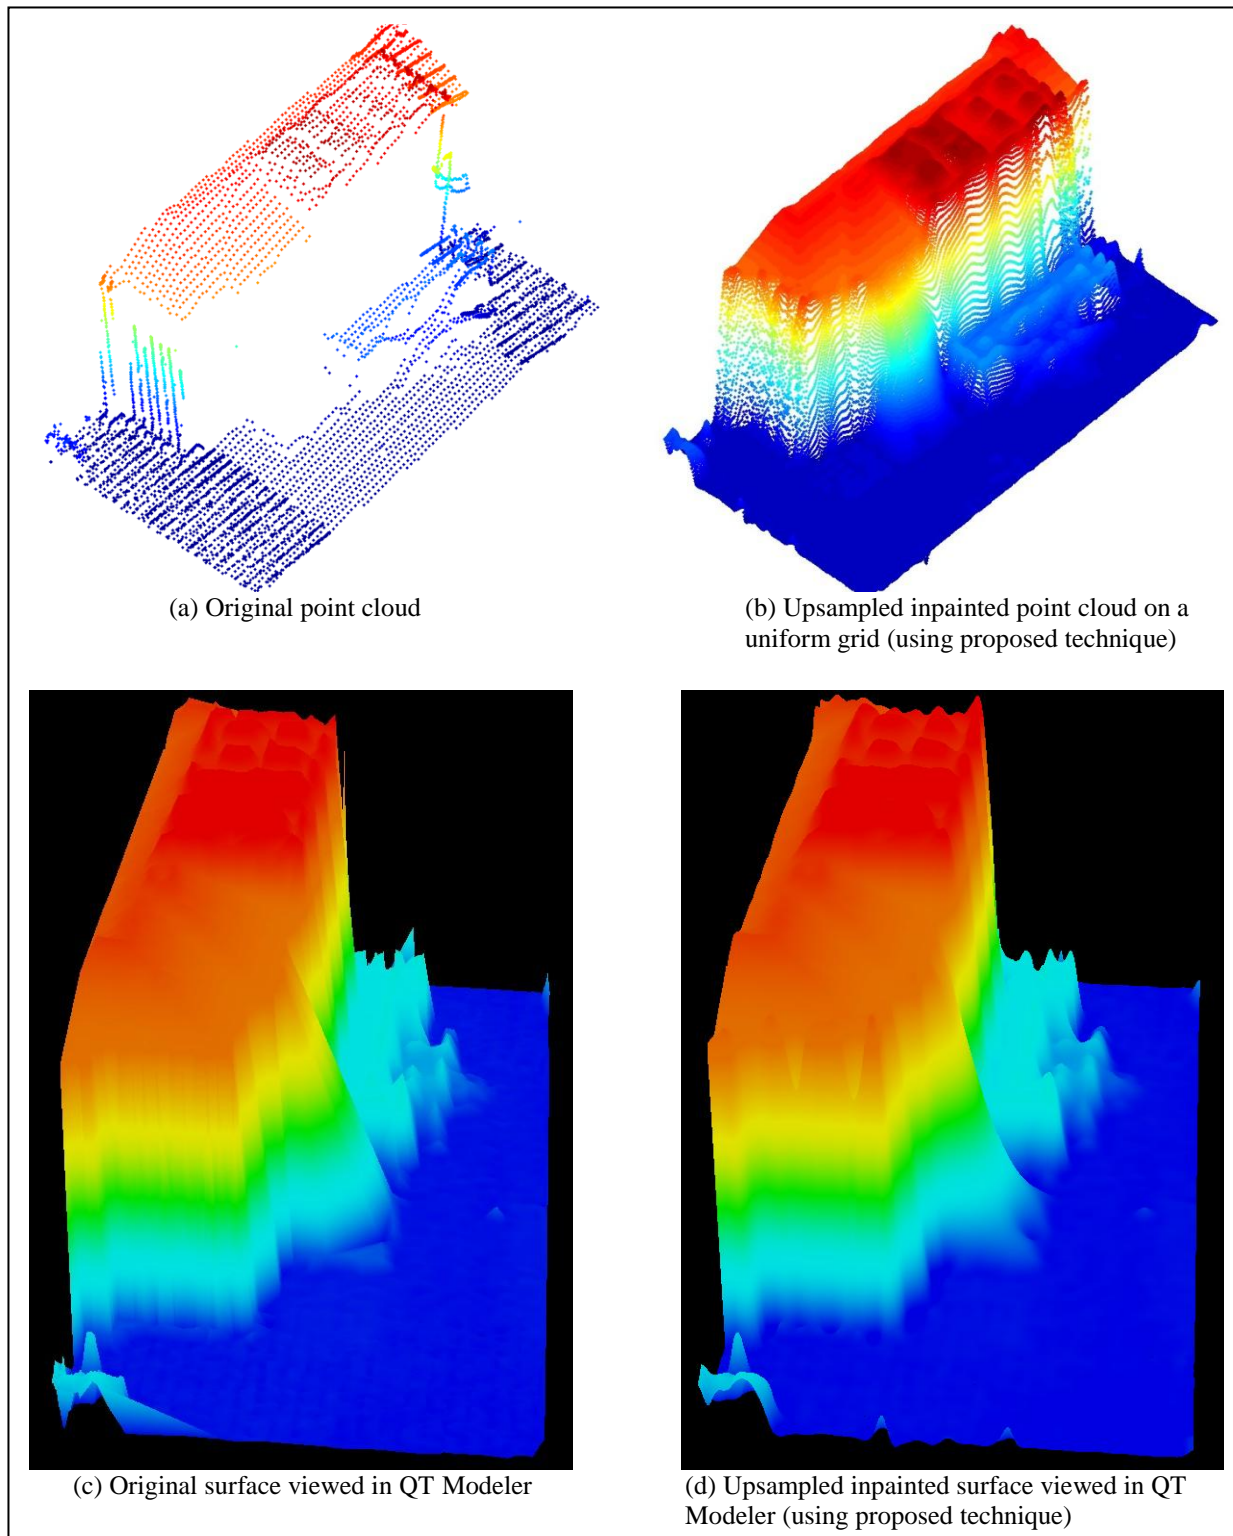 (a) Original point cloud
(b) Upsampled inpainted point cloud on a
uniform grid (using proposed technique)
(c) Original surface viewed in QT Modeler
(d) Upsampled inpainted surface viewed in QT
Modeler (using proposed technique)